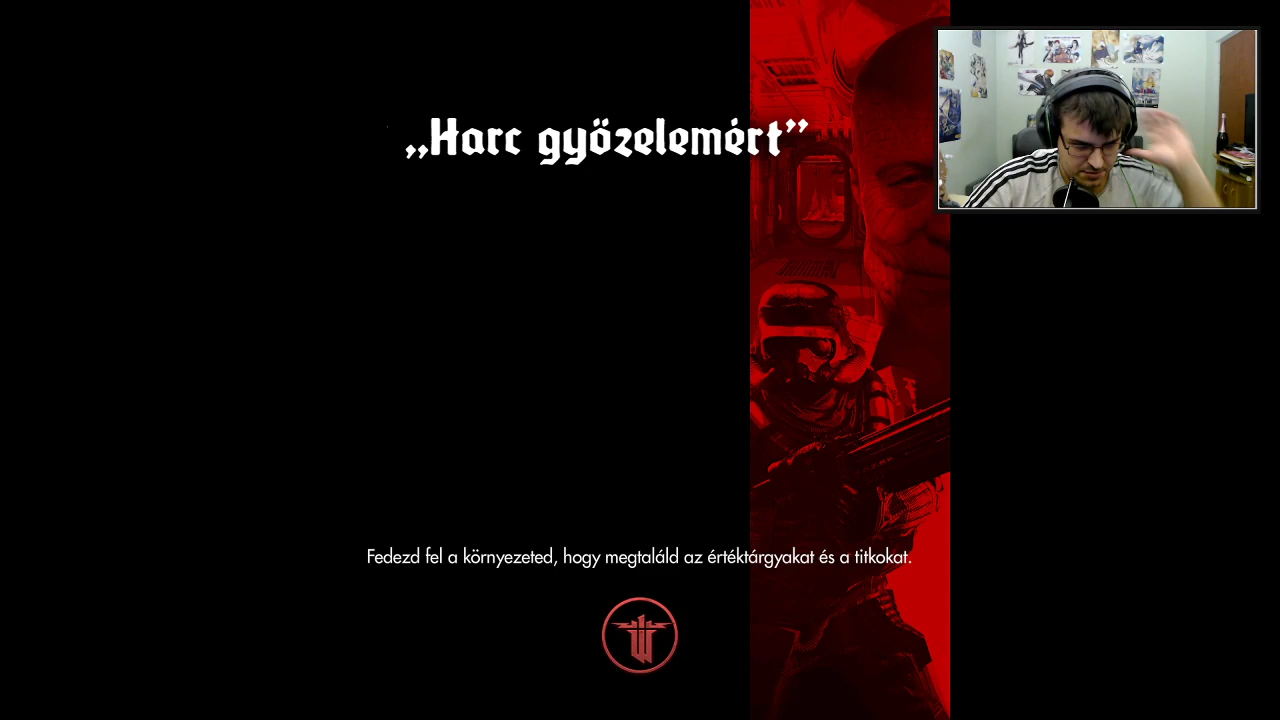 „Harc győzelemért”
Fedezd fel a környezeted, hogy megtaláld az értéktárgyakat és a titkokat.